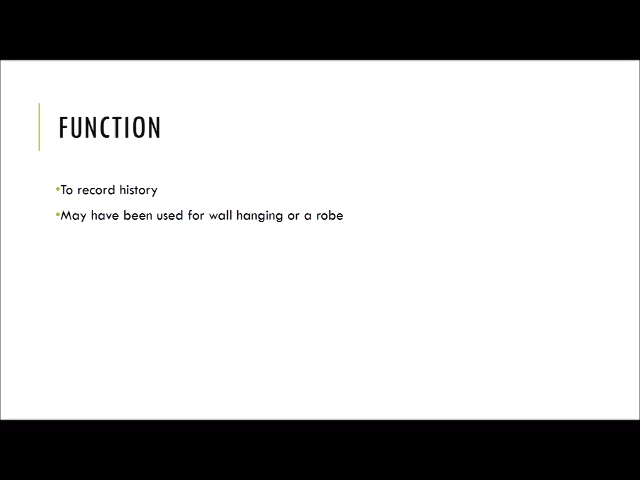 FUNCTION
•To record history
•May have been used for wall hanging or a robe